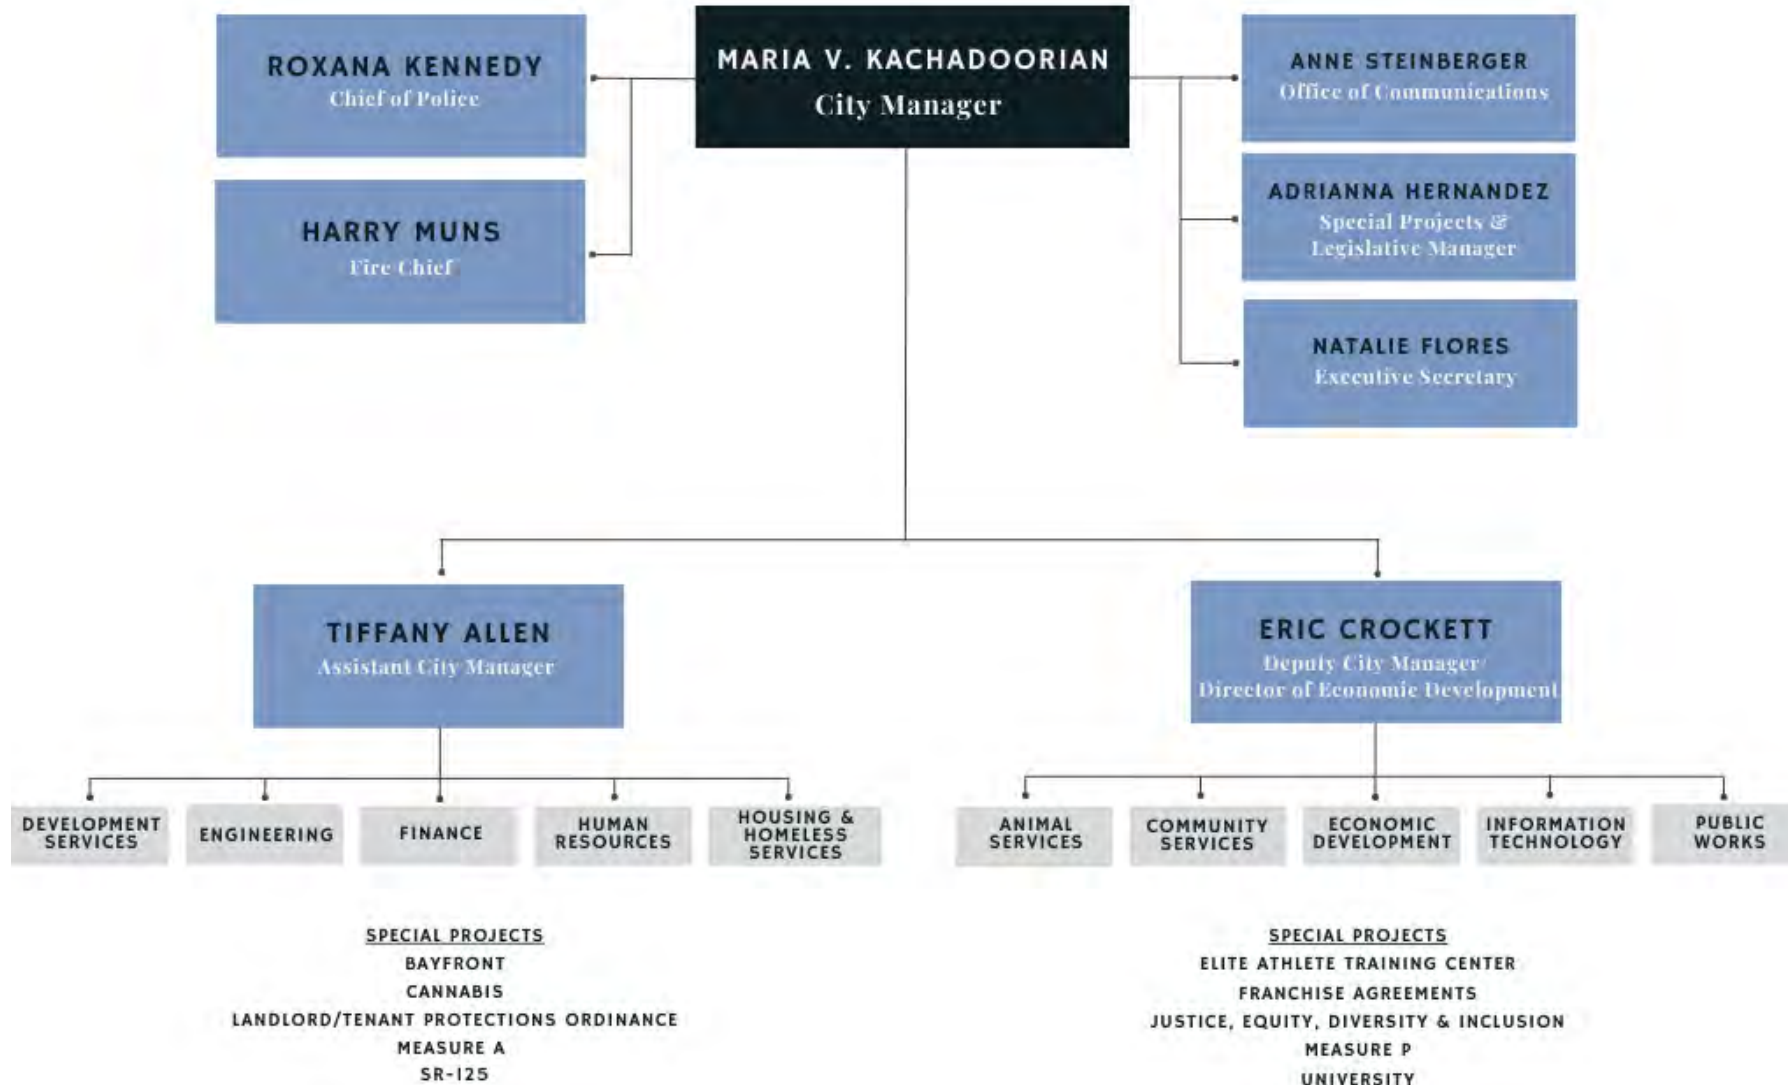 ROXANA KENNEDY
Chief of Police
HARRY MUNS
Fire Chief
MARIA V. KACHADOORIAN
City Manager
ANNE STEINBERGER
Office of Communications
ADRIANNA HERNANDEZ
Special Projects &
Legislative Manager
NATALIE FLORES
Executive Secretary
TIFFANY ALLEN
Assistant City Manager
ERIC CROCKETT
Deputy City Manager/
Director of Economic Development
DEVELOPMENT
SERVICES
ENGINEERING
FINANCE
HUMAN
RESOURCES
HOUSING &
HOMELESS
SERVICES
ANIMAL
SERVICES
COMMUNITY
SERVICES
ECONOMIC
DEVELOPMENT
INFORMATION
TECHNOLOGY
PUBLIC
WORKS
SPECIAL PROJECTS
BAYFRONT
CANNABIS
LANDLORD/TENANT PROTECTIONS ORDINANCE
MEASURE A
SR-125
SPECIAL PROJECTS
ELITE ATHLETE TRAINING CENTER
FRANCHISE AGREEMENTS
JUSTICE, EQUITY, DIVERSITY & INCLUSION
MEASURE P
UNIVERSITY